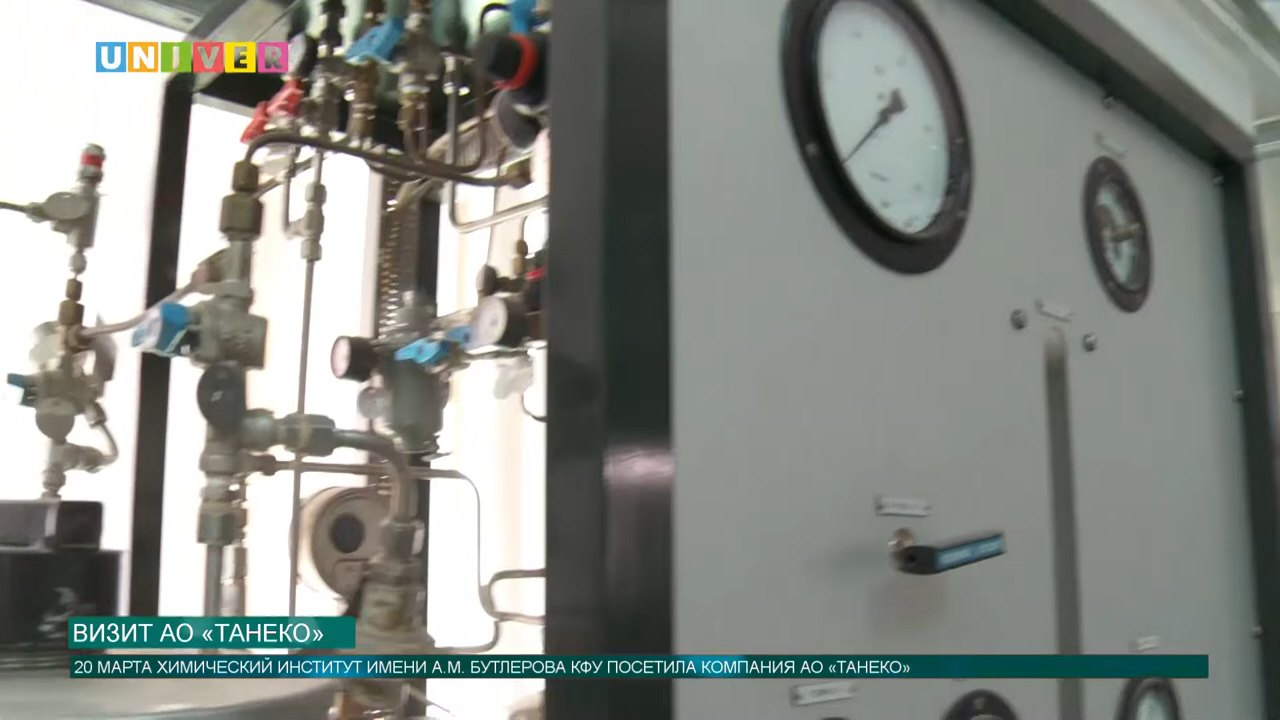 UNIVER
ВИЗИТ АО «ТАНЕКО»
20 МАРТА ХИМИЧЕСКИЙ ИНСТИТУТ ИМЕНИ А.М. БУТЛЕРОВА КФУ ПОСЕТИЛА КОМПАНИЯ АО «ТАНЕКО»